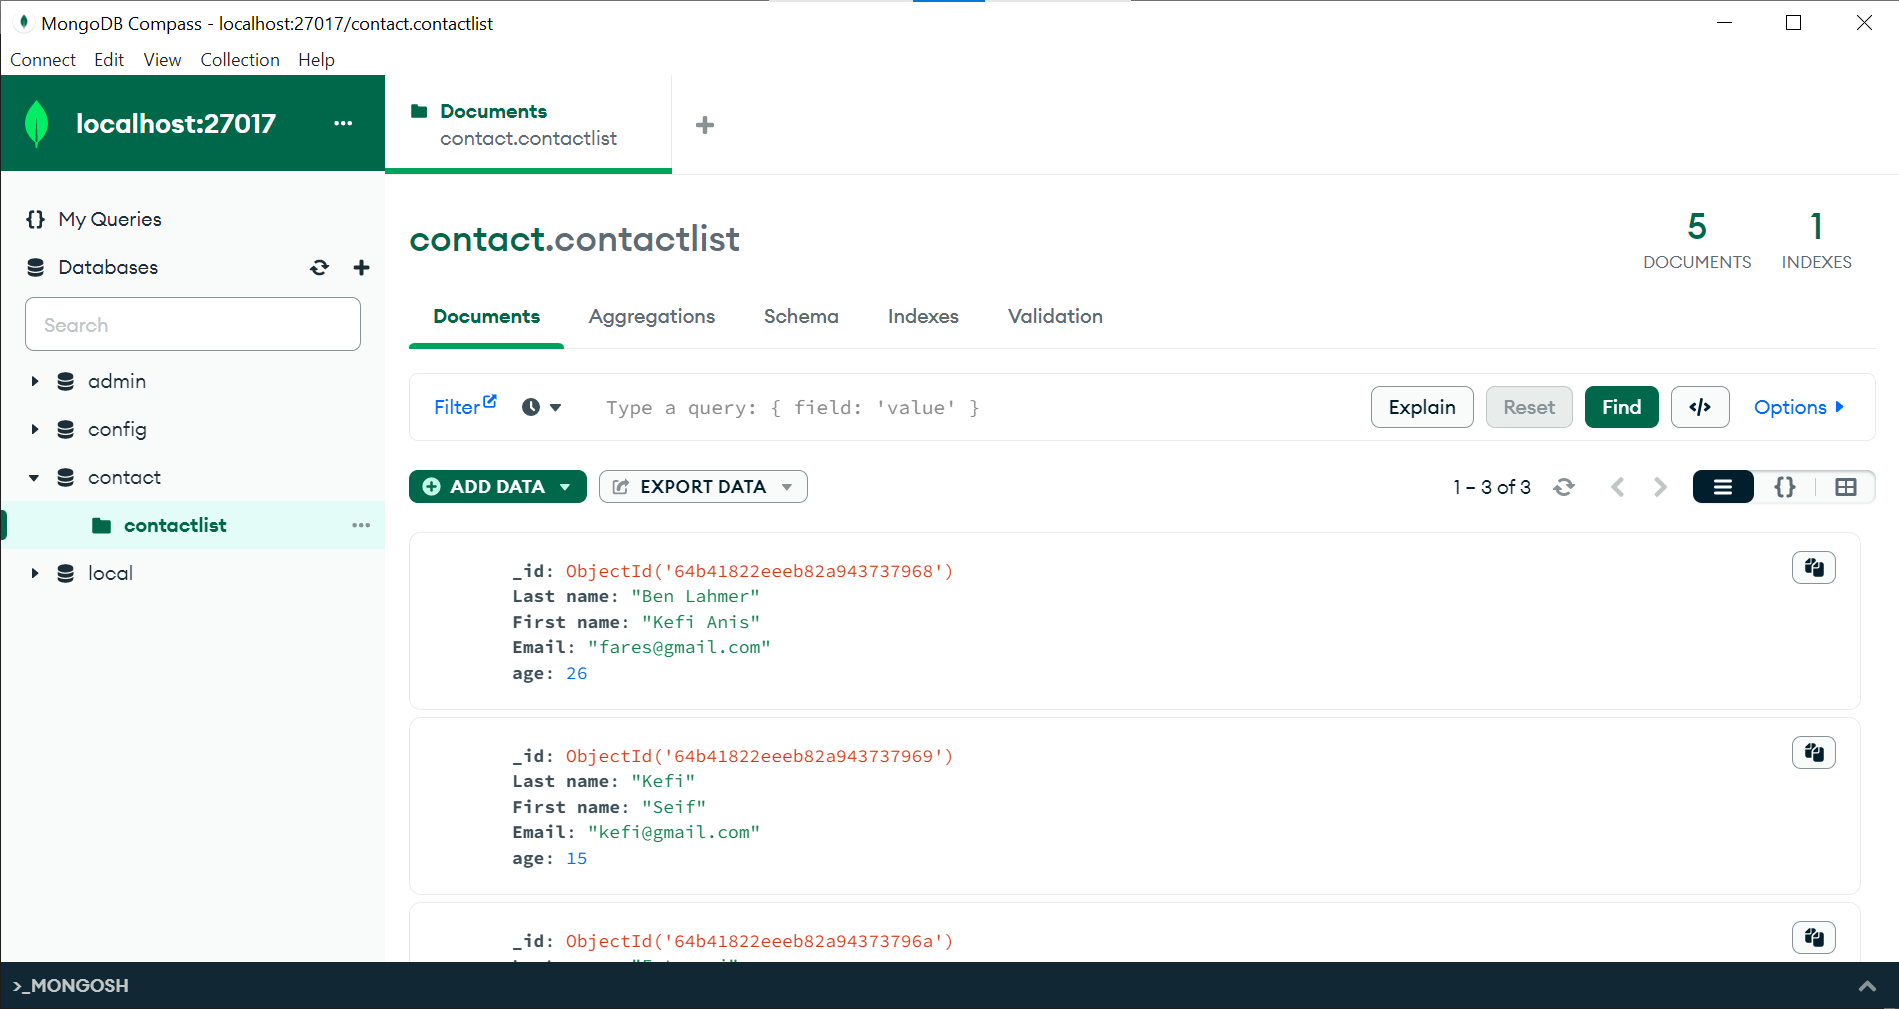 MongoDB Compass - localhost:27017/contact.contactlist
Connect Edit View Collection Help
localhost:27017 ...
Documents
contact.contactlist
My Queries
Databases
Search
admin
config
contact
contactlist
local
contact.contactlist
5
DOCUMENTS
1
INDEXES
Documents Aggregations Schema Indexes Validation
Filter Type a query: { field: 'value' } Explain Reset Find </> Options
ADD DATA EXPORT DATA 1 – 3 of 3 {}
_id: ObjectId('64b41822eeeb82a943737968')
Last name: "Ben Lahmer"
First name: "Kefi Anis"
Email: "fares@gmail.com"
age: 26
_id: ObjectId('64b41822eeeb82a943737969')
Last name: "Kefi"
First name: "Seif"
Email: "kefi@gmail.com"
age: 15
_id: ObjectId('64b41822eeeb82a94373796a')
>_MONGOSH